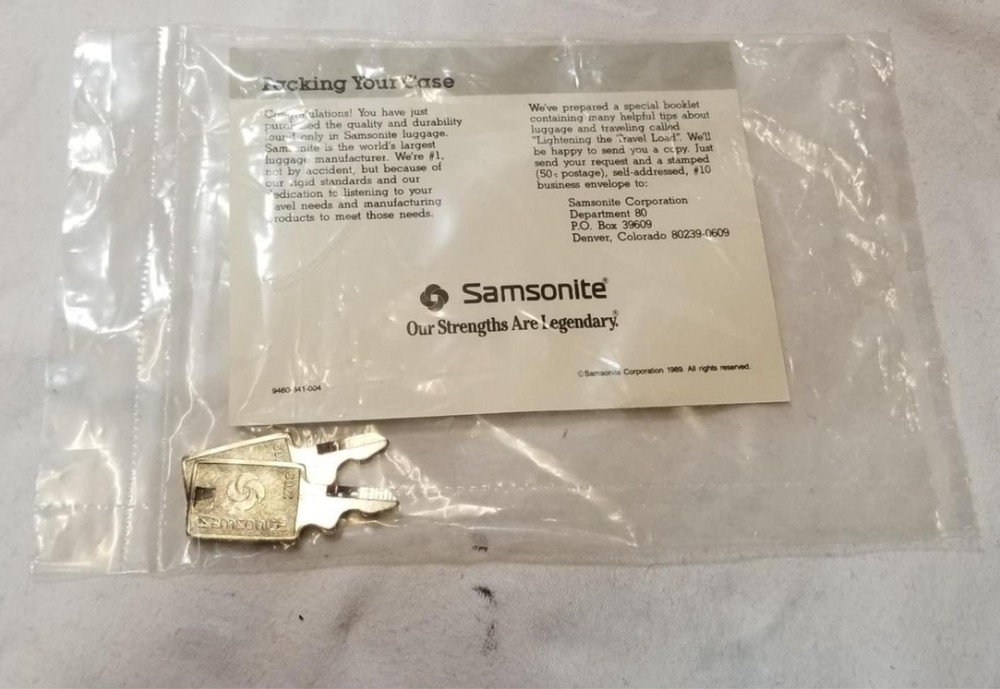 Packing Your Case
Congratulations! You have just
purchased the quality and durability
found only in Samsonite luggage.
Samsonite is the world's largest
luggage manufacturer. We're #1,
not by accident, but because of
our rigid standards and our
dedication to listening to your
travel needs and manufacturing
products to meet those needs.
We've prepared a special booklet
containing many helpful tips about
luggage and traveling called
"Lightening the Travel Load". We'll
be happy to send you a copy. Just
send your request and a stamped
(50¢ postage), self-addressed, #10
business envelope to:
Samsonite Corporation
Department 80
P.O. Box 39609
Denver, Colorado 80239-0609
Samsonite®
Our Strengths Are Legendary.®
9460-341-004
©Samsonite Corporation 1989. All rights reserved.
Samsonite